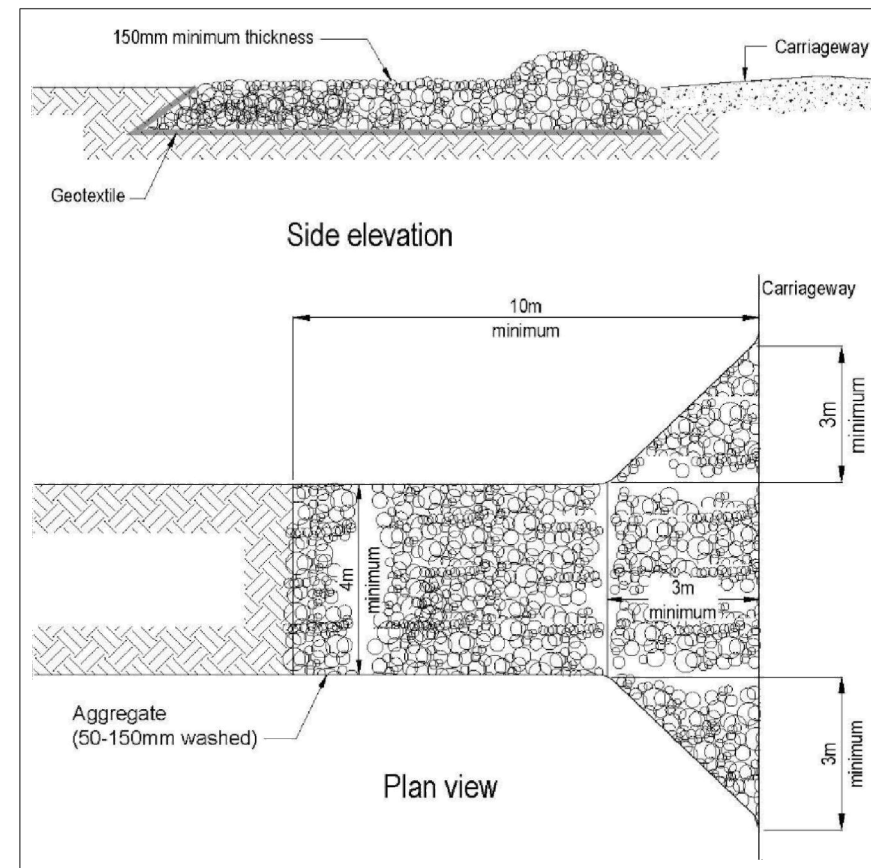 150mm minimum thickness
Carriageway
Geotextile
Side elevation
Carriageway
10m
minimum
3m
minimum
4m
minimum
3m
minimum
Aggregate
(50-150mm washed)
3m
minimum
Plan view